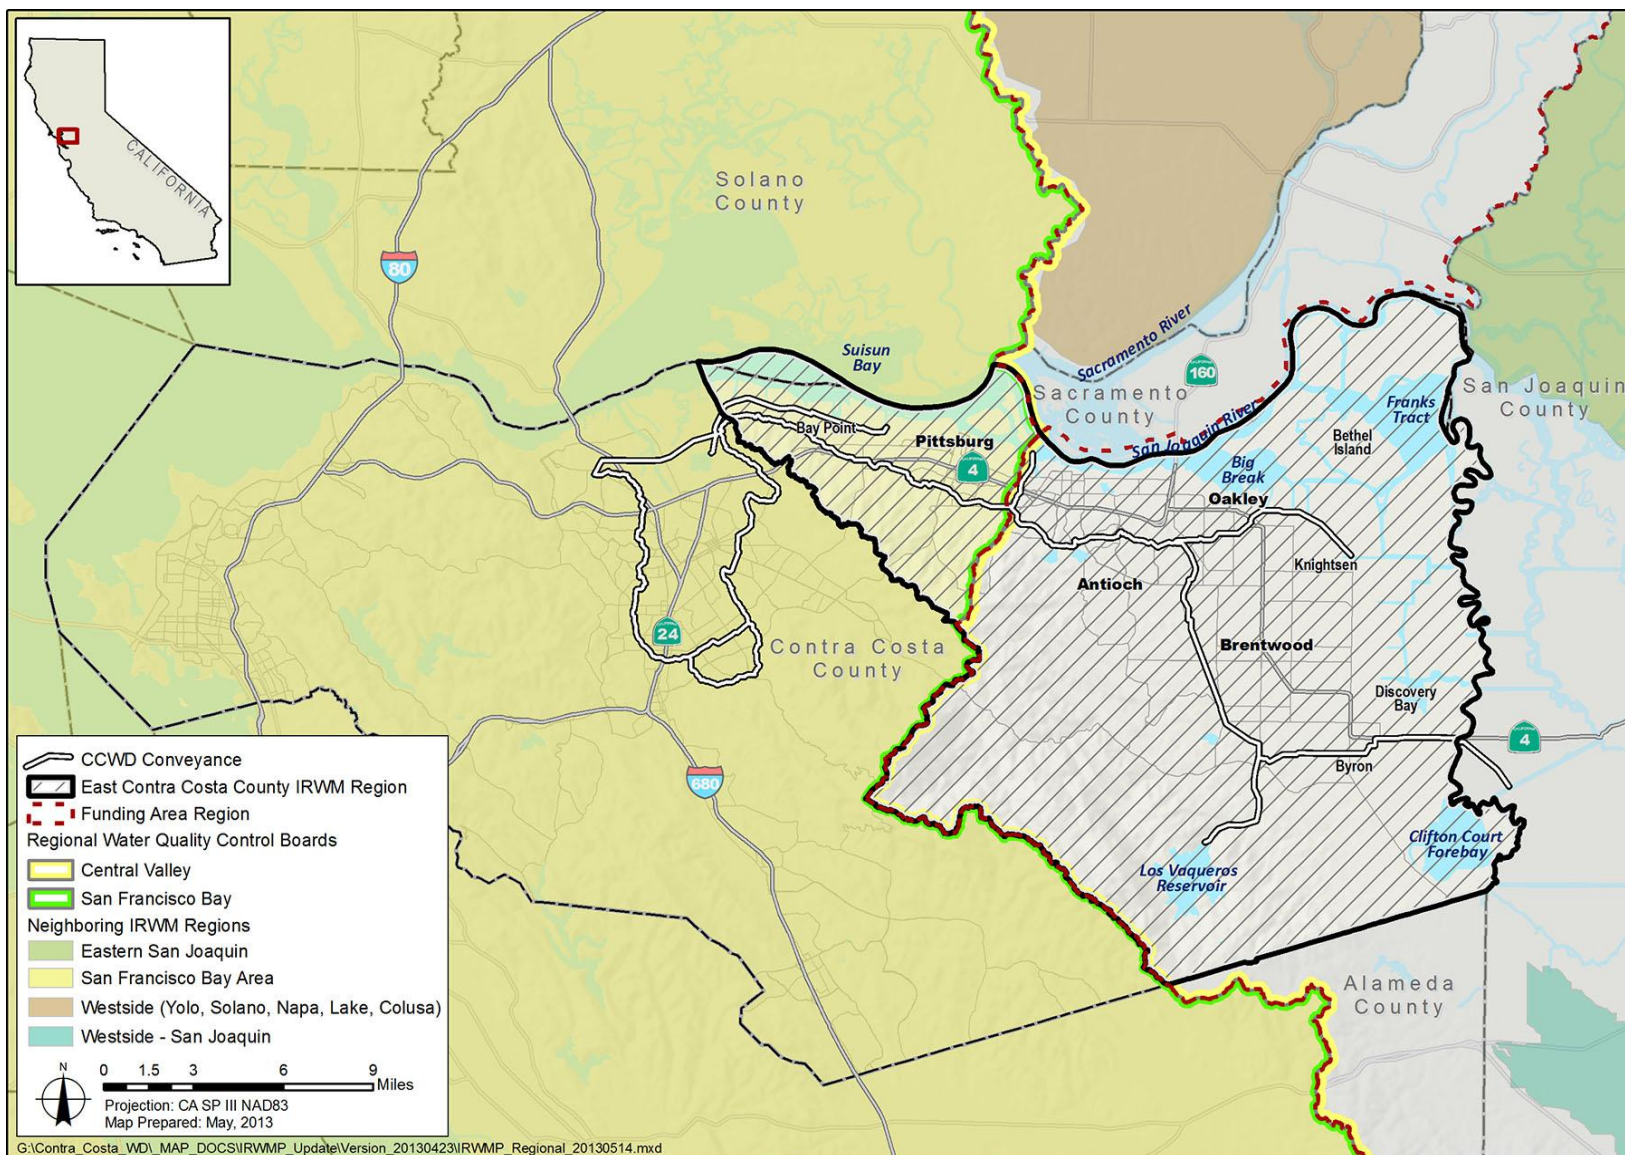 CALIFORNIA
Solano
County
80
Suisun
Bay
Sacramento River
CALIFORNIA
160
Sacramento
County
San Joaquin
County
Franks
Tract
San Joaquin River
Bay Point
Pittsburg
CALIFORNIA
4
Bethel
Island
Big
Break
Oakley
Knightsen
Antioch
CALIFORNIA
24
Contra Costa
County
Brentwood
Discovery
Bay
CALIFORNIA
4
Byron
680
Clifton Court
Forebay
Los Vaqueros
Reservoir
Alameda
County
CCWD Conveyance
East Contra Costa County IRWM Region
Funding Area Region
Regional Water Quality Control Boards
Central Valley
San Francisco Bay
Neighboring IRWM Regions
Eastern San Joaquin
San Francisco Bay Area
Westside (Yolo, Solano, Napa, Lake, Colusa)
Westside - San Joaquin
N
0 1.5 3 6 9
Miles
Projection: CA SP III NAD83
Map Prepared: May, 2013
G:\Contra_Costa_WD\_MAP_DOCS\IRWMP_Update\Version_20130423\IRWMP_Regional_20130514.mxd